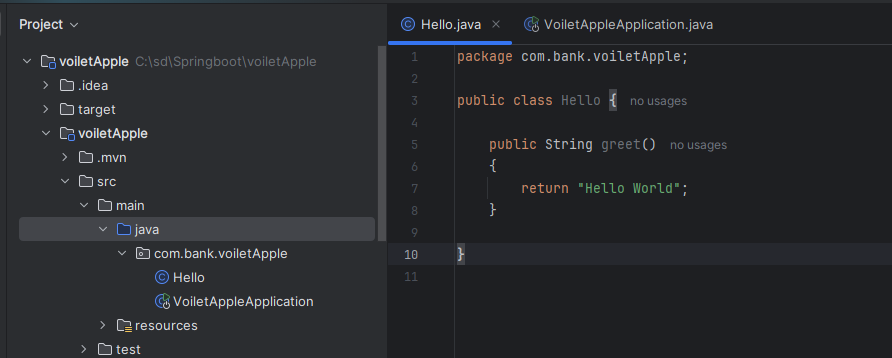 Project
voiletApple C:\sd\Springboot\voiletApple
.idea
target
voiletApple
.mvn
src
main
java
com.bank.voiletApple
Hello
VoiletAppleApplication
resources
test
Hello.java VoiletAppleApplication.java
1 package com.bank.voiletApple;
2
3 public class Hello { no usages
4
5 public String greet() no usages
6 {
7 return "Hello World";
8 }
9
10 }
11